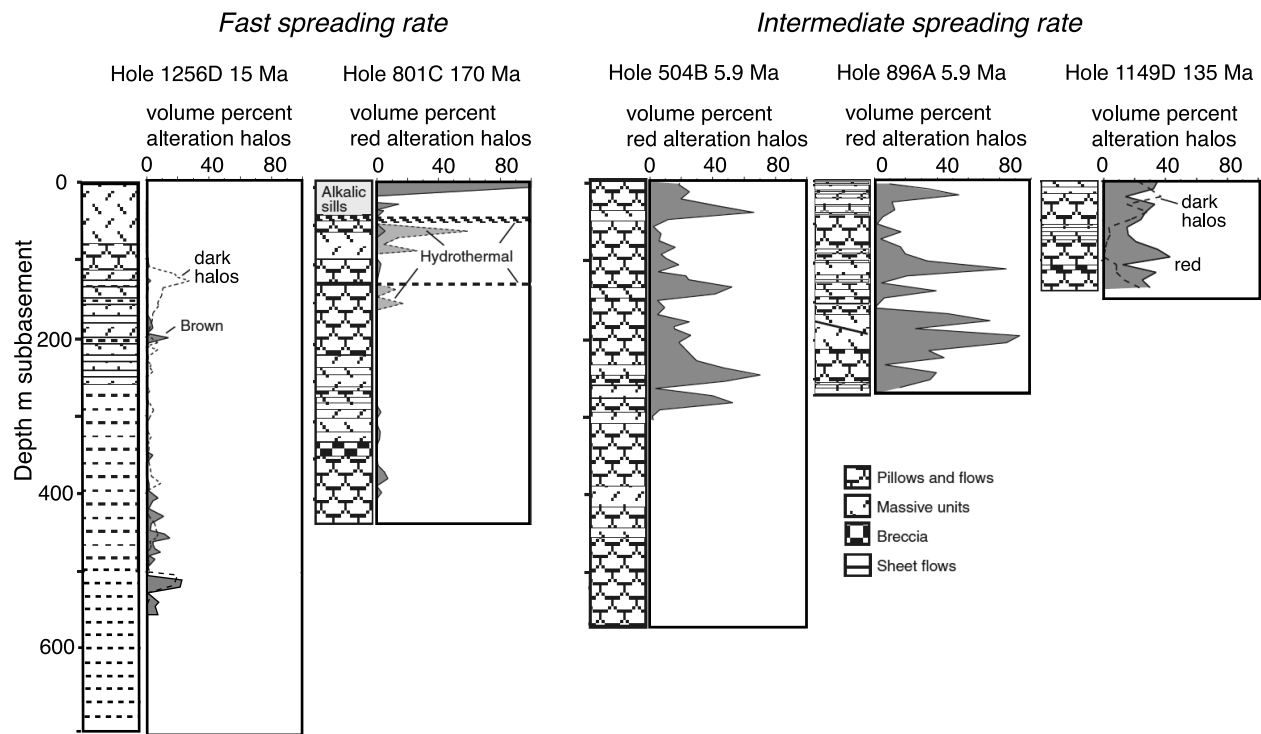 Fast spreading rate
Intermediate spreading rate
Hole 1256D 15 Ma
Hole 801C 170 Ma
Hole 504B 5.9 Ma
Hole 896A 5.9 Ma
Hole 1149D 135 Ma
volume percent
alteration halos
volume percent
red alteration halos
volume percent
red alteration halos
volume percent
red alteration halos
volume percent
alteration halos
0 40 80
0 40 80
0 40 80
0 40 80
0 40 80
Depth m subbasement
0
200
400
600
dark
halos
Brown
Alkalic
sills
Hydrothermal
dark
halos
red
Pillows and flows
Massive units
Breccia
Sheet flows